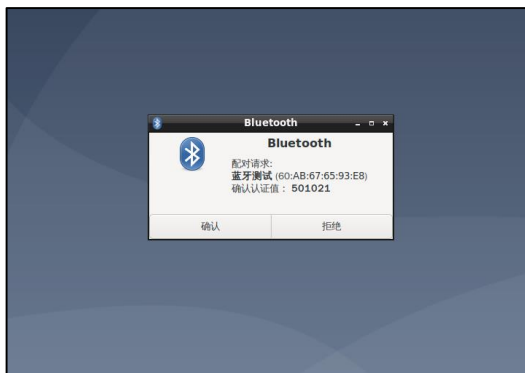 Bluetooth
Bluetooth
配对请求:
蓝牙测试 (60:AB:67:65:93:E8)
确认认证值： 501021
确认
拒绝